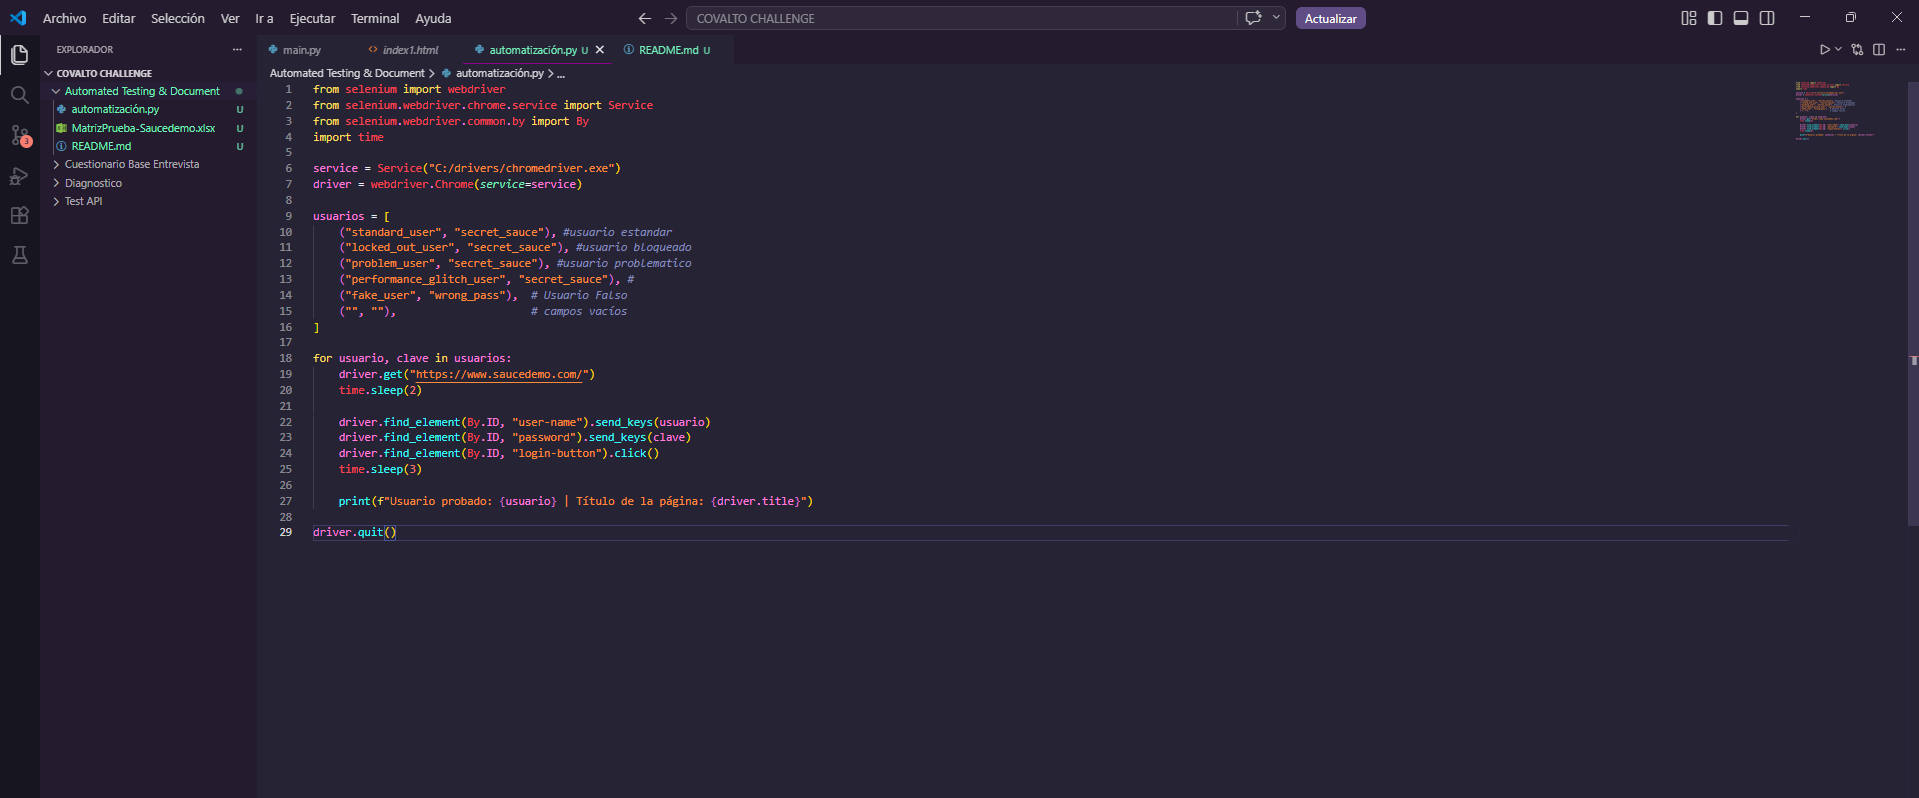 Archivo Editar Selección Ver Ir a Ejecutar Terminal Ayuda
COVALTO CHALLENGE
Actualizar
EXPLORADOR
COVALTO CHALLENGE
Automated Testing & Document
automatización.py U
MatrizPrueba-Saucedemo.xlsx U
README.md U
Cuestionario Base Entrevista
Diagnostico
Test API
3
main.py
index1.html
automatización.py U
README.md U
Automated Testing & Document > automatización.py > ...
1 from selenium import webdriver
2 from selenium.webdriver.chrome.service import Service
3 from selenium.webdriver.common.by import By
4 import time
5
6 service = Service("C:/drivers/chromedriver.exe")
7 driver = webdriver.Chrome(service=service)
8
9 usuarios = [
10     ("standard_user", "secret_sauce"), #usuario estandar
11     ("locked_out_user", "secret_sauce"), #usuario bloqueado
12     ("problem_user", "secret_sauce"), #usuario problematico
13     ("performance_glitch_user", "secret_sauce"), #
14     ("fake_user", "wrong_pass"),  # Usuario Falso
15     ("", ""),                     # campos vacíos
16 ]
17
18 for usuario, clave in usuarios:
19     driver.get("https://www.saucedemo.com/")
20     time.sleep(2)
21
22     driver.find_element(By.ID, "user-name").send_keys(usuario)
23     driver.find_element(By.ID, "password").send_keys(clave)
24     driver.find_element(By.ID, "login-button").click()
25     time.sleep(3)
26
27     print(f"Usuario probado: {usuario} | Título de la página: {driver.title}")
28
29 driver.quit()